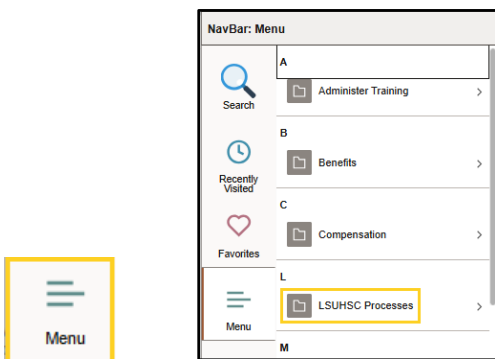 NavBar: Menu
Search
Recently
Visited
Favorites
Menu
A
Administer Training
B
Benefits
C
Compensation
L
LSUHSC Processes
M
Menu